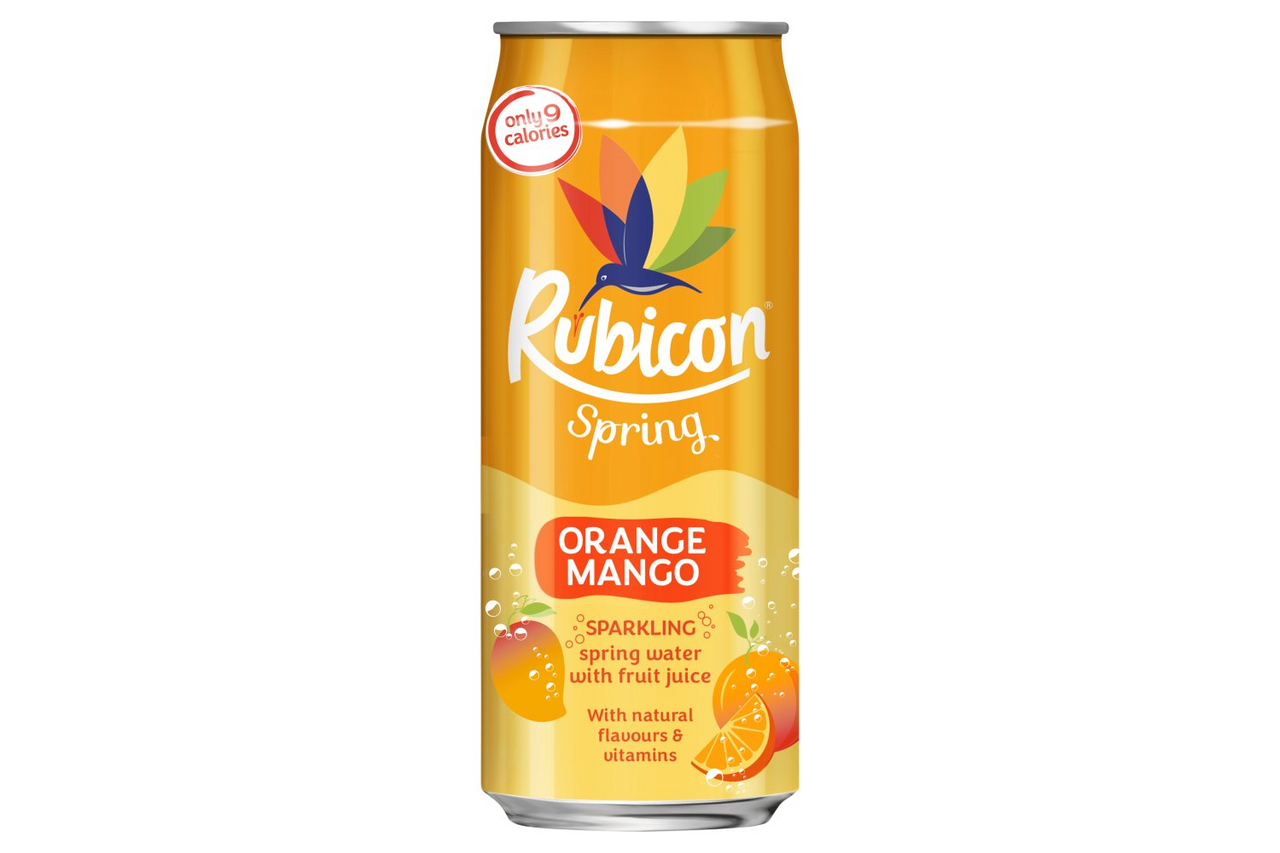 only 9
calories
Rubicon®
Spring
ORANGE
MANGO
SPARKLING
spring water
with fruit juice
With natural
flavours &
vitamins